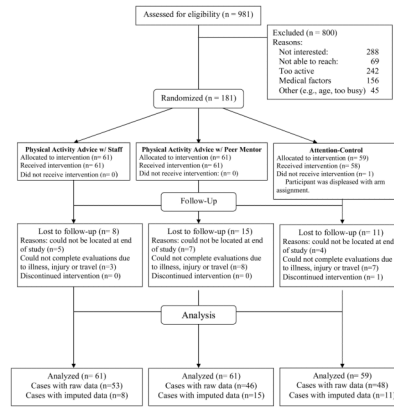 Assessed for eligibility (n = 981)
Excluded (n = 800)
Reasons:
Not interested: 288
Not able to reach: 69
Too active 242
Medical factors 156
Other (e.g., age, too busy) 45
Randomized (n = 181)
Physical Activity Advice w/ Staff
Allocated to intervention (n= 61)
Received intervention (n= 61)
Did not receive intervention (n= 0)
Physical Activity Advice w/ Peer Mentor
Allocated to intervention (n= 61)
Received intervention (n= 61)
Did not receive intervention: (n= 0)
Attention-Control
Allocated to intervention (n= 59)
Received intervention (n= 58)
Did not receive intervention (n= 1)
Participant was displeased with arm
assignment.
Follow-Up
Lost to follow-up (n= 8)
Reasons: could not be located at end
of study (n=5)
Could not complete evaluations due
to illness, injury or travel (n=3)
Discontinued intervention (n= 0)
Lost to follow-up (n= 15)
Reasons: could not be located at end
of study (n=7)
Could not complete evaluations due
to illness, injury or travel (n=8)
Discontinued intervention (n= 0)
Lost to follow-up (n= 11)
Reasons: could not be located at end
of study (n=4)
Could not complete evaluations due
to illness, injury or travel (n=7)
Discontinued intervention (n= 1)
Analysis
Analyzed (n= 61)
Cases with raw data (n=53)
Cases with imputed data (n=8)
Analyzed (n= 61)
Cases with raw data (n=46)
Cases with imputed data (n=15)
Analyzed (n= 59)
Cases with raw data (n=48)
Cases with imputed data (n=11)